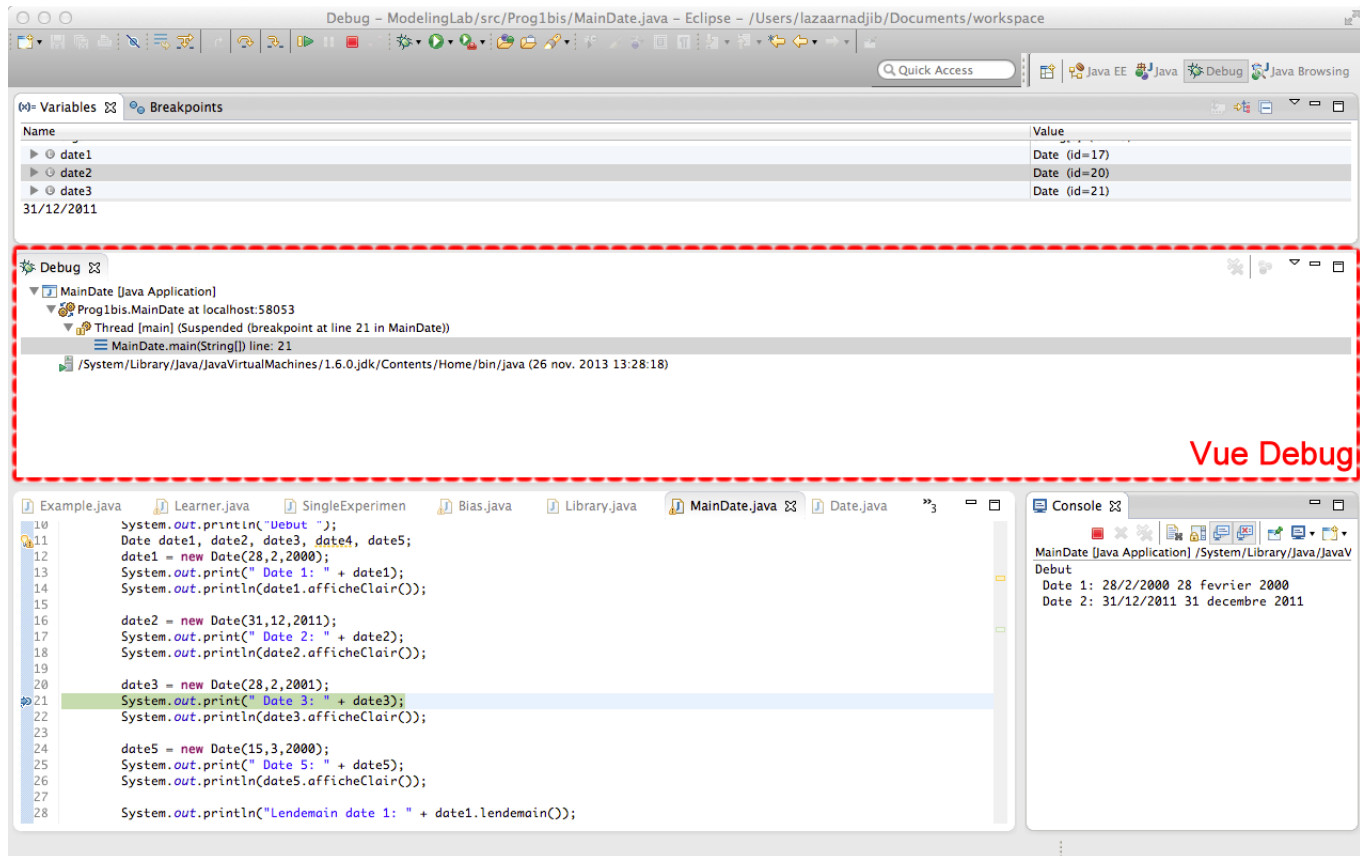 Debug – ModelingLab/src/Prog1bis/MainDate.java – Eclipse – /Users/lazaarnadjib/Documents/workspace
Quick Access
Java EE Java Debug Java Browsing
(x)= Variables Breakpoints
Name Value
date1 Date (id=17)
date2 Date (id=20)
date3 Date (id=21)
31/12/2011
Debug
MainDate [Java Application]
Prog1bis.MainDate at localhost:58053
Thread [main] (Suspended (breakpoint at line 21 in MainDate))
MainDate.main(String[]) line: 21
/System/Library/Java/JavaVirtualMachines/1.6.0.jdk/Contents/Home/bin/java (26 nov. 2013 13:28:18)
Vue Debug
Example.java Learner.java SingleExperimen Bias.java Library.java MainDate.java Date.java »3
10 System.out.println("Debut ");
11 Date date1, date2, date3, date4, date5;
12 date1 = new Date(28,2,2000);
13 System.out.print(" Date 1: " + date1);
14 System.out.println(date1.afficheClair());
15
16 date2 = new Date(31,12,2011);
17 System.out.print(" Date 2: " + date2);
18 System.out.println(date2.afficheClair());
19
20 date3 = new Date(28,2,2001);
21 System.out.print(" Date 3: " + date3);
22 System.out.println(date3.afficheClair());
23
24 date5 = new Date(15,3,2000);
25 System.out.print(" Date 5: " + date5);
26 System.out.println(date5.afficheClair());
27
28 System.out.println("Lendemain date 1: " + date1.lendemain());
Console
MainDate [Java Application] /System/Library/Java/JavaV
Debut
Date 1: 28/2/2000 28 fevrier 2000
Date 2: 31/12/2011 31 decembre 2011